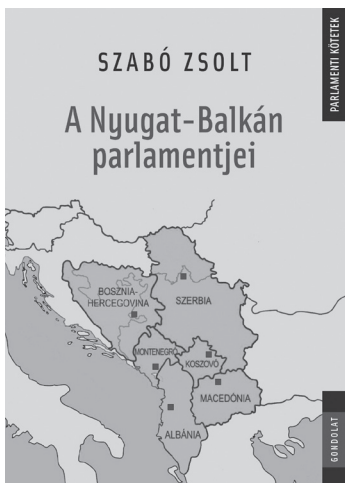 SZABÓ ZSOLT
A Nyugat-Balkán
parlamentjei
PARLAMENTI KÖTETEK
BOSZNIA-
HERCEGOVINA
SZERBIA
MONTENEGRÓ
KOSZOVÓ
MACEDÓNIA
ALBÁNIA
GONDOLAT